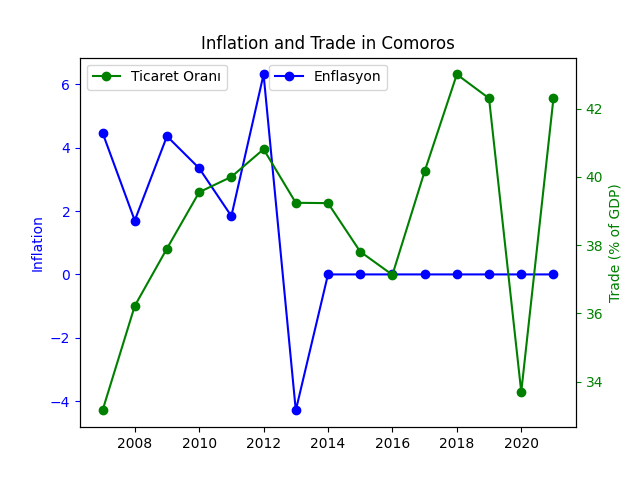 Inflation and Trade in Comoros
Ticaret Oranı
Enflasyon
6
4
2
0
−2
−4
Inflation
42
40
38
36
34
Trade (% of GDP)
2008 2010 2012 2014 2016 2018 2020